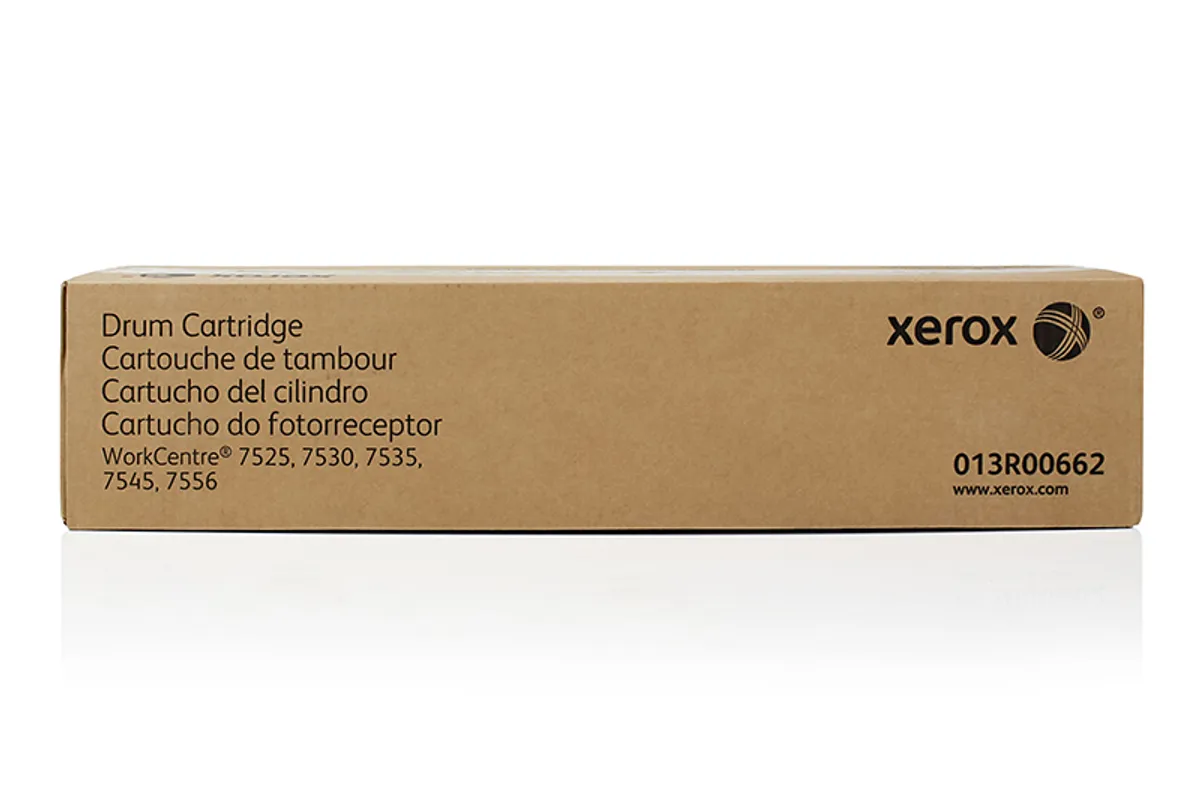 Drum Cartridge
Cartouche de tambour
Cartucho del cilindro
Cartucho do fotorreceptor
WorkCentre® 7525, 7530, 7535,
7545, 7556
xerox ®
013R00662
www.xerox.com